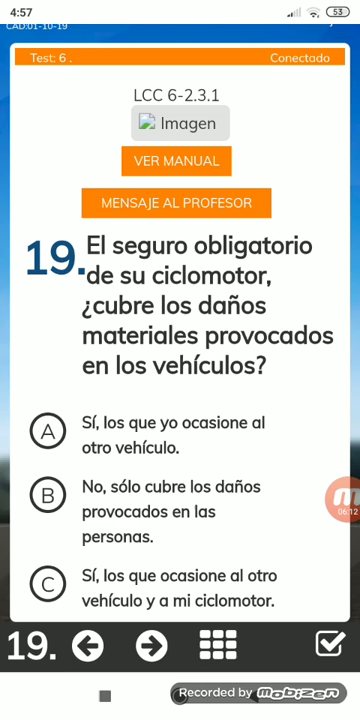 4:57
53
CAD:01-10-19
Test: 6 .
Conectado
LCC 6-2.3.1
Imagen
VER MANUAL
MENSAJE AL PROFESOR
19. El seguro obligatorio
de su ciclomotor,
¿cubre los daños
materiales provocados
en los vehículos?
A Sí, los que yo ocasione al
otro vehículo.
B No, sólo cubre los daños
provocados en las
personas.
C Sí, los que ocasione al otro
vehículo y a mi ciclomotor.
06:12
19.
Recorded by mobizen